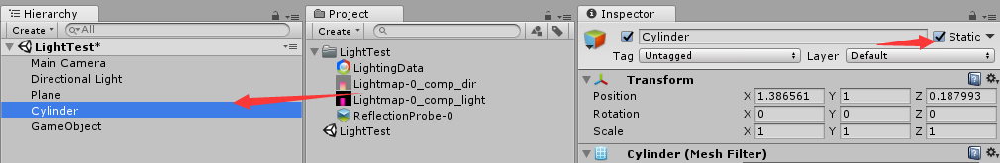 Hierarchy
Create
All
LightTest*
Main Camera
Directional Light
Plane
Cylinder
GameObject
Project
Create
LightTest
LightingData
Lightmap-0_comp_dir
Lightmap-0_comp_light
ReflectionProbe-0
LightTest
Inspector
Cylinder Static
Tag Untagged Layer Default
Transform
Position X 1.386561 Y 1 Z 0.187993
Rotation X 0 Y 0 Z 0
Scale X 1 Y 1 Z 1
Cylinder (Mesh Filter)